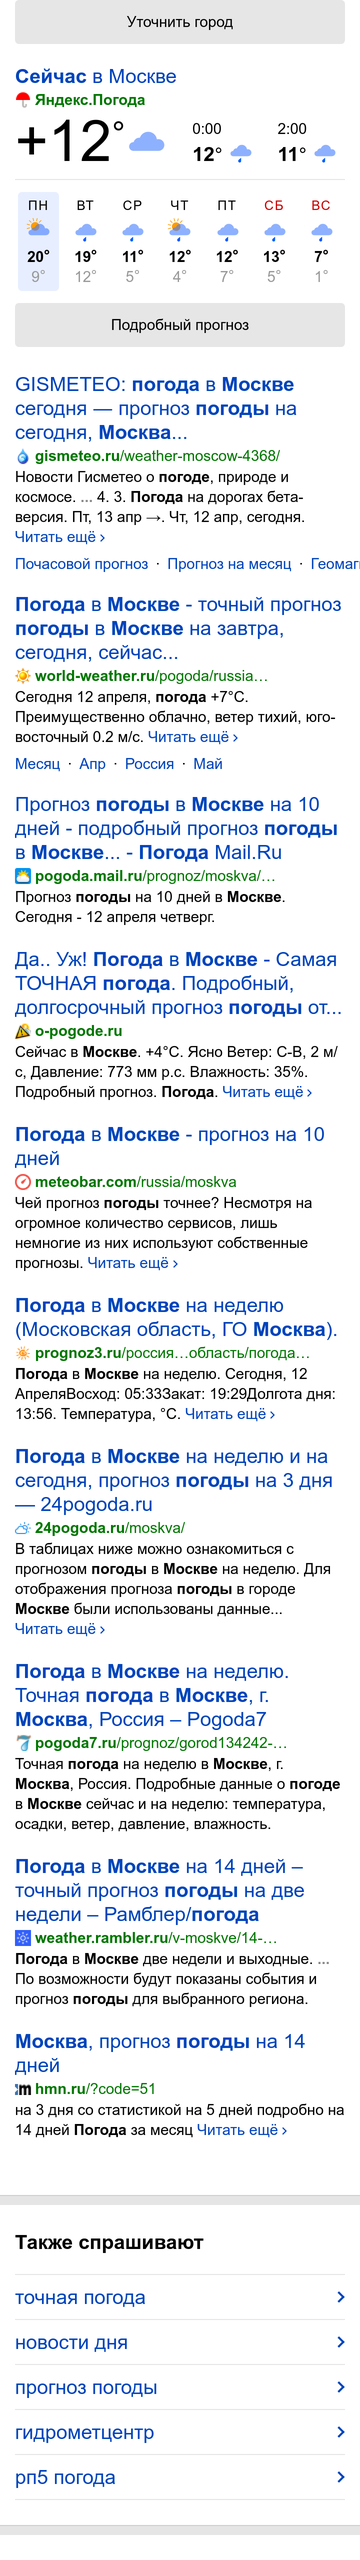 Уточнить город
Сейчас в Москве
Яндекс.Погода
+12°
0:00
2:00
12°
11°
ПН ВТ СР ЧТ ПТ СБ ВС
20° 19° 11° 12° 12° 13° 7°
9° 12° 5° 4° 7° 5° 1°
Подробный прогноз
GISMETEO: погода в Москве
сегодня — прогноз погоды на
сегодня, Москва...
gismeteo.ru/weather-moscow-4368/
Новости Гисметео о погоде, природе и
космосе. ... 4. 3. Погода на дорогах бета-
версия. Пт, 13 апр →. Чт, 12 апр, сегодня.
Читать ещё ›
Почасовой прогноз · Прогноз на месяц · Геомаг
Погода в Москве - точный прогноз
погоды в Москве на завтра,
сегодня, сейчас...
world-weather.ru/pogoda/russia…
Сегодня 12 апреля, погода +7°С.
Преимущественно облачно, ветер тихий, юго-
восточный 0.2 м/с. Читать ещё ›
Месяц · Апр · Россия · Май
Прогноз погоды в Москве на 10
дней - подробный прогноз погоды
в Москве... - Погода Mail.Ru
pogoda.mail.ru/prognoz/moskva/…
Прогноз погоды на 10 дней в Москве.
Сегодня - 12 апреля четверг.
Да.. Уж! Погода в Москве - Самая
ТОЧНАЯ погода. Подробный,
долгосрочный прогноз погоды от...
o-pogode.ru
Сейчас в Москве. +4°C. Ясно Ветер: С-В, 2 м/
с, Давление: 773 мм р.с. Влажность: 35%.
Подробный прогноз. Погода. Читать ещё ›
Погода в Москве - прогноз на 10
дней
meteobar.com/russia/moskva
Чей прогноз погоды точнее? Несмотря на
огромное количество сервисов, лишь
немногие из них используют собственные
прогнозы. Читать ещё ›
Погода в Москве на неделю
(Московская область, ГО Москва).
prognoz3.ru/россия…область/погода…
Погода в Москве на неделю. Сегодня, 12
АпреляВосход: 05:33Закат: 19:29Долгота дня:
13:56. Температура, °C. Читать ещё ›
Погода в Москве на неделю и на
сегодня, прогноз погоды на 3 дня
— 24pogoda.ru
24pogoda.ru/moskva/
В таблицах ниже можно ознакомиться с
прогнозом погоды в Москве на неделю. Для
отображения прогноза погоды в городе
Москве были использованы данные...
Читать ещё ›
Погода в Москве на неделю.
Точная погода в Москве, г.
Москва, Россия – Pogoda7
pogoda7.ru/prognoz/gorod134242-…
Точная погода на неделю в Москве, г.
Москва, Россия. Подробные данные о погоде
в Москве сейчас и на неделю: температура,
осадки, ветер, давление, влажность.
Погода в Москве на 14 дней –
точный прогноз погоды на две
недели – Рамблер/погода
weather.rambler.ru/v-moskve/14-…
Погода в Москве две недели и выходные. ...
По возможности будут показаны события и
прогноз погоды для выбранного региона.
Москва, прогноз погоды на 14
дней
hmn.ru/?code=51
на 3 дня со статистикой на 5 дней подробно на
14 дней Погода за месяц Читать ещё ›
Также спрашивают
точная погода
новости дня
прогноз погоды
гидрометцентр
рп5 погода